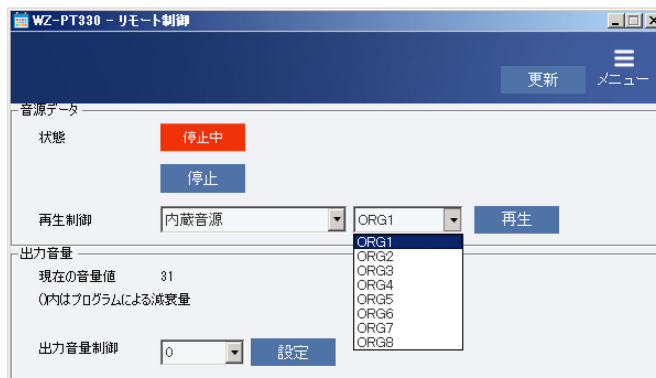 WZ-PT330 - リモート制御
更新
メニュー
音源データ
状態
停止中
停止
再生制御
内蔵音源
ORG1
再生
ORG1
ORG2
ORG3
ORG4
ORG5
ORG6
ORG7
ORG8
出力音量
現在の音量値
31
()内はプログラムによる減衰量
出力音量制御
0
設定